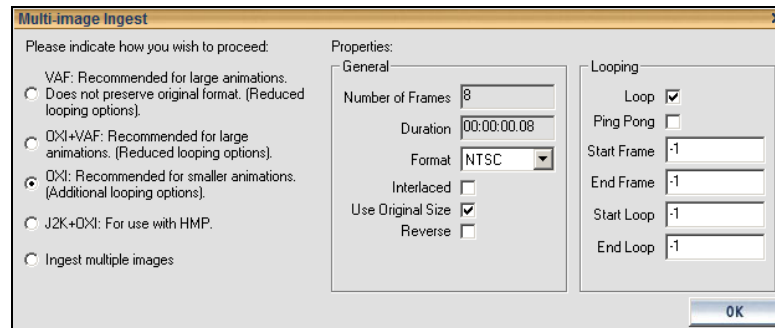 Multi-image Ingest
Please indicate how you wish to proceed:
VAF: Recommended for large animations.
Does not preserve original format. (Reduced
looping options).
OXI+VAF: Recommended for large
animations. (Reduced looping options).
OXI: Recommended for smaller animations.
(Additional looping options).
J2K+OXI: For use with HMP.
Ingest multiple images
Properties:
General
Number of Frames 8
Duration 00:00:00.08
Format NTSC
Interlaced
Use Original Size
Reverse
Looping
Loop
Ping Pong
Start Frame -1
End Frame -1
Start Loop -1
End Loop -1
OK